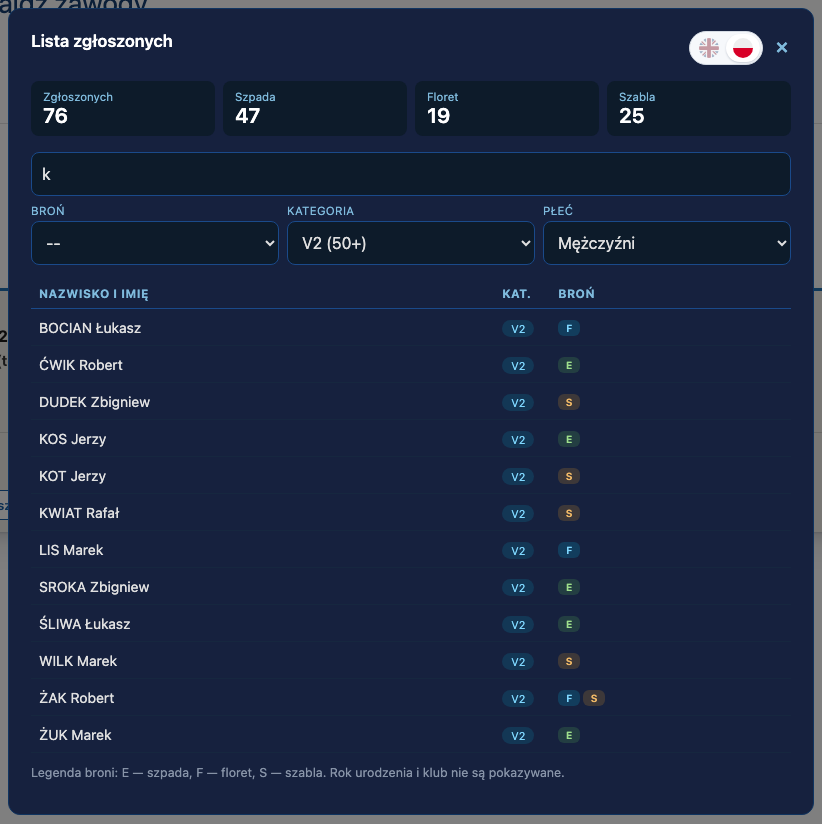 Lista zgłoszonych
Zgłoszonych Szpada Floret Szabla
76 47 19 25
k
BROŃ KATEGORIA PŁEĆ
-- V2 (50+) Mężczyźni
NAZWISKO I IMIĘ KAT. BROŃ
BOCIAN Łukasz V2 F
ĆWIK Robert V2 E
DUDEK Zbigniew V2 S
KOS Jerzy V2 E
KOT Jerzy V2 S
KWIAT Rafał V2 S
LIS Marek V2 F
SROKA Zbigniew V2 E
ŚLIWA Łukasz V2 E
WILK Marek V2 S
ŻAK Robert V2 F S
ŻUK Marek V2 E
Legenda broni: E — szpada, F — floret, S — szabla. Rok urodzenia i klub nie są pokazywane.